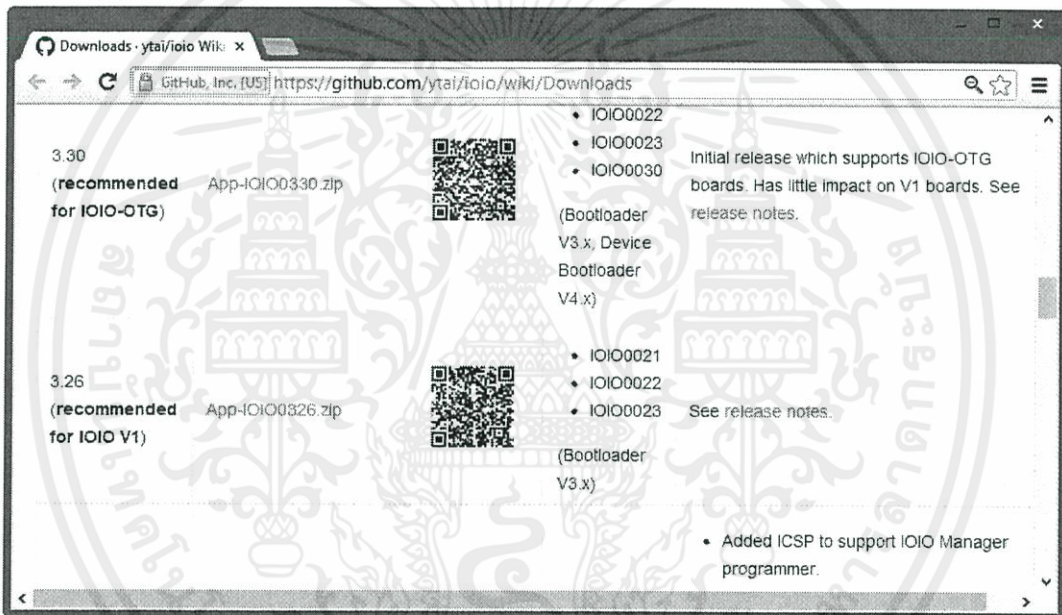 Downloads · ytai/ioio Wiki
GitHub, Inc. [US] https://github.com/ytai/ioio/wiki/Downloads
3.30
(recommended
for IOIO-OTG)
App-IOIO0330.zip
• IOIO0022
• IOIO0023
• IOIO0030
(Bootloader
V3.x, Device
Bootloader
V4.x)
Initial release which supports IOIO-OTG
boards. Has little impact on V1 boards. See
release notes.
3.26
(recommended
for IOIO V1)
App-IOIO0326.zip
• IOIO0021
• IOIO0022
• IOIO0023
(Bootloader
V3.x)
See release notes.
• Added ICSP to support IOIO Manager
programmer.